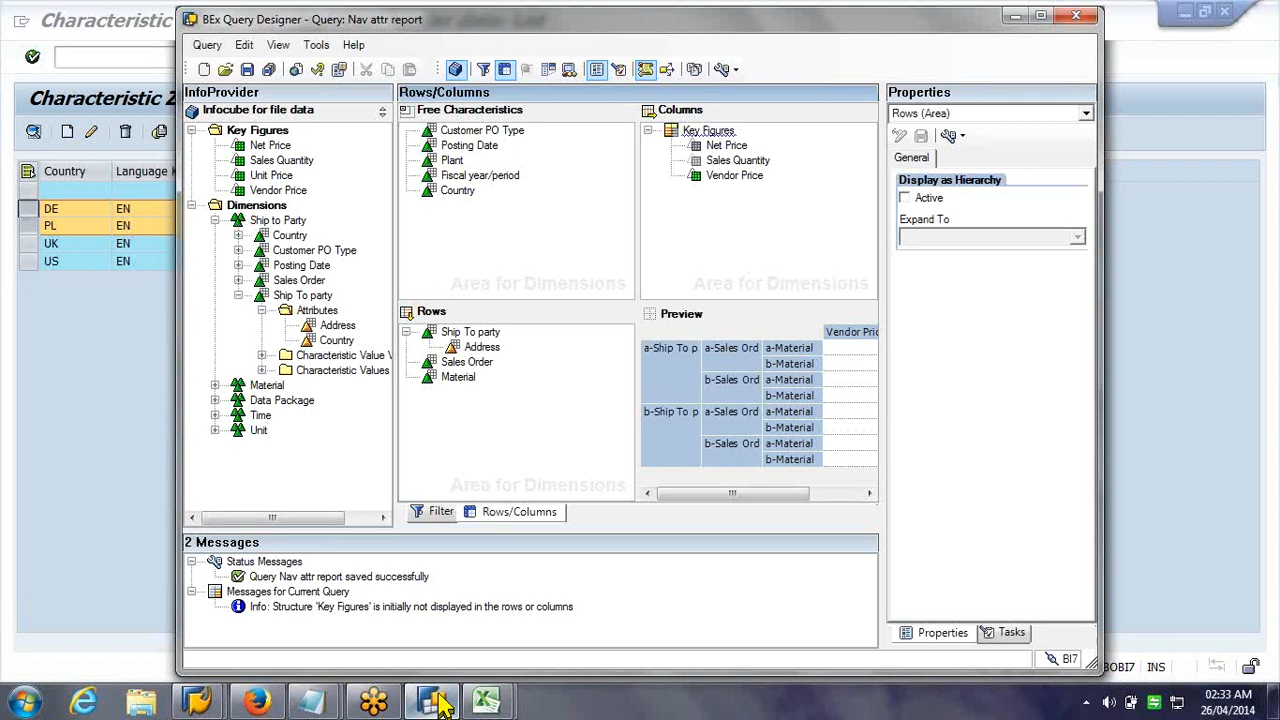 Characteristic
BEx Query Designer - Query: Nav attr report
Query Edit View Tools Help
Characteristic Z
Country Language K
DE EN
PL EN
UK EN
US EN
InfoProvider
Infocube for file data
Key Figures
Net Price
Sales Quantity
Unit Price
Vendor Price
Dimensions
Ship to Party
Country
Customer PO Type
Posting Date
Sales Order
Ship To party
Attributes
Address
Country
Characteristic Value V
Characteristic Values
Material
Data Package
Time
Unit
Rows/Columns
Free Characteristics
Customer PO Type
Posting Date
Plant
Fiscal year/period
Country
Area for Dimensions
Columns
Key Figures
Net Price
Sales Quantity
Vendor Price
Area for Dimensions
Rows
Ship To party
Address
Sales Order
Material
Area for Dimensions
Preview
Vendor Pric
a-Ship To p a-Sales Ord a-Material
b-Material
b-Sales Ord a-Material
b-Material
b-Ship To p a-Sales Ord a-Material
b-Material
b-Sales Ord a-Material
b-Material
Filter Rows/Columns
Properties
Rows (Area)
General
Display as Hierarchy
Active
Expand To
Properties Tasks
2 Messages
Status Messages
Query Nav attr report saved successfully
Messages for Current Query
Info: Structure 'Key Figures' is initially not displayed in the rows or columns
BI7
BOBI7 INS
02:33 AM
26/04/2014